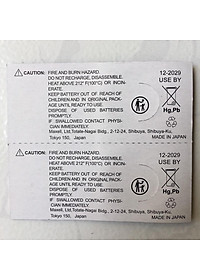 CAUTION: FIRE AND BURN HAZARD.
DO NOT RECHARGE, DISASSEMBLE,
HEAT ABOVE 212°F(100°C) OR INCIN-
ERATE.
KEEP BATTERY OUT OF REACH OF
CHILDREN AND IN ORIGINAL PACK-
AGE UNTIL READY TO USE.
DISPOSE OF USED BATTERIES
PROMPTLY.
IF SWALLOWED CONTACT PHYSI-
CIAN IMMEDIATELY.
Maxell, Ltd.Totate-Nagai Bldg., 2-12-24, Shibuya, Shibuya-Ku,
Tokyo 150, Japan
12-2029
USE BY
Hg,Pb
MADE IN JAPAN
CAUTION: FIRE AND BURN HAZARD.
DO NOT RECHARGE, DISASSEMBLE,
HEAT ABOVE 212°F(100°C) OR INCIN-
ERATE.
KEEP BATTERY OUT OF REACH OF
CHILDREN AND IN ORIGINAL PACK-
AGE UNTIL READY TO USE.
DISPOSE OF USED BATTERIES
PROMPTLY.
IF SWALLOWED CONTACT PHYSI-
CIAN IMMEDIATELY.
Maxell, Ltd.Totate-Nagai Bldg., 2-12-24, Shibuya, Shibuya-Ku,
Tokyo 150, Japan
12-2029
USE BY
Hg,Pb
MADE IN JAPAN